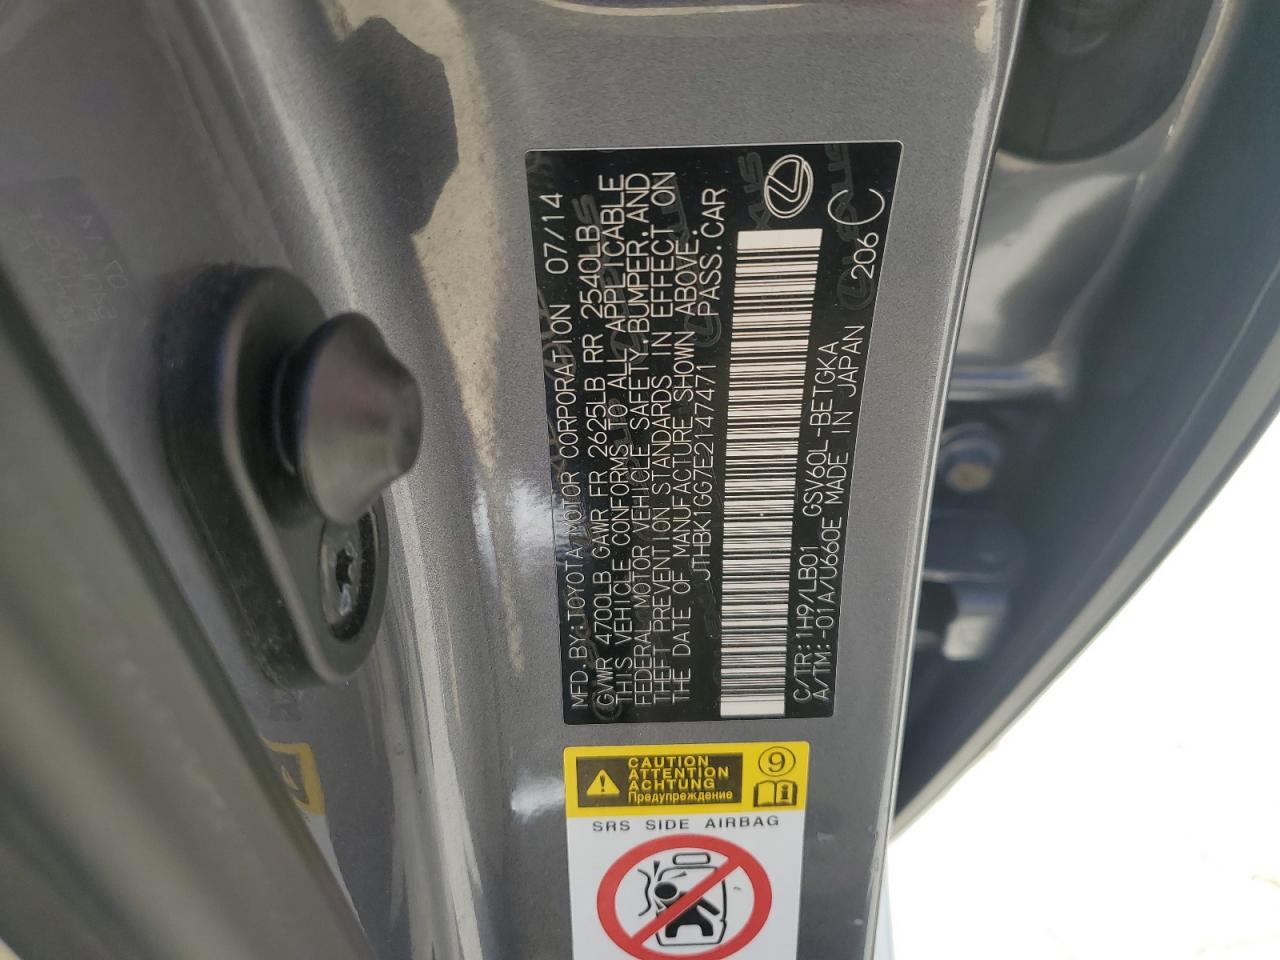 MFD.BY:TOYOTA MOTOR CORPORATION 07/14
GVWR 4700LB GAWR FR 2625LB RR 2540LBS
THIS VEHICLE CONFORMS TO ALL APPLICABLE
FEDERAL MOTOR VEHICLE SAFETY,BUMPER,AND
THEFT PREVENTION STANDARDS IN EFFECT ON
THE DATE OF MANUFACTURE SHOWN ABOVE.
JTHBK1GG7E2147471 PASS.CAR
C/TR:1H9/LB01 GSV60L-BETGKA
A/TM:-01A/U660E MADE IN JAPAN 206 C
LEXUS
CAUTION
ATTENTION
ACHTUNG
Предупреждение
9
SRS SIDE AIRBAG